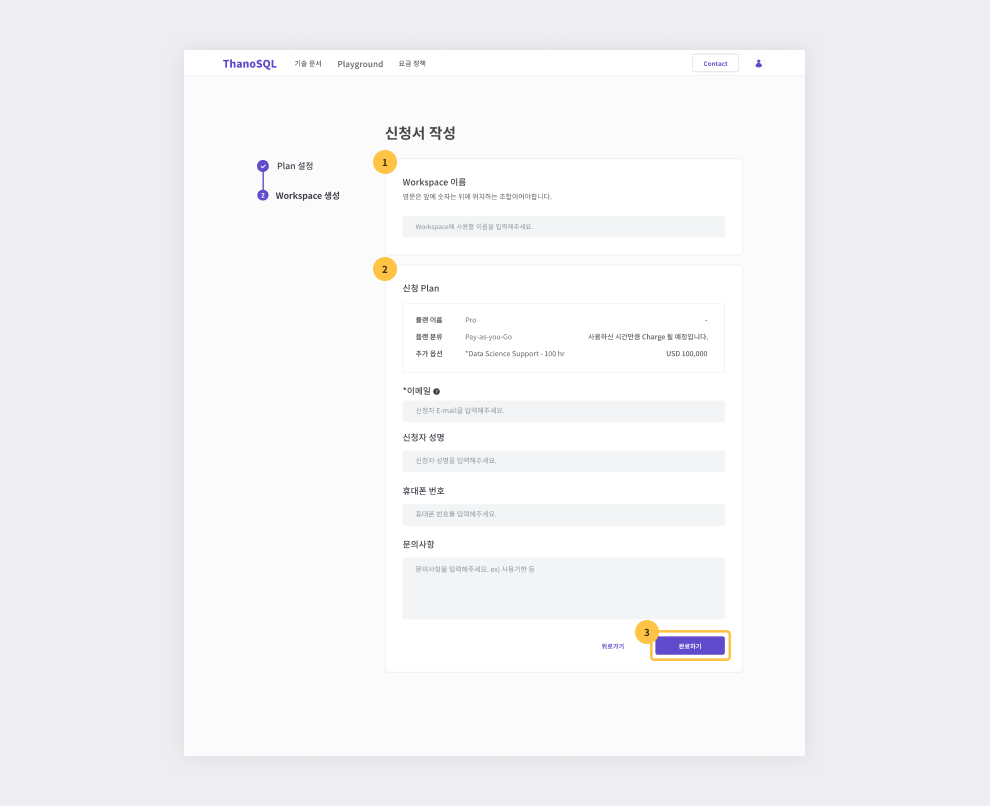 ThanoSQL 기술 문서 Playground 요금 정책 Contact
신청서 작성
Plan 설정
2 Workspace 생성
1
Workspace 이름
영문은 앞에 숫자는 뒤에 위치하는 조합이어야합니다.
Workspace에 사용할 이름을 입력해주세요.
2
신청 Plan
플랜 이름 Pro -
플랜 분류 Pay-as-you-Go 사용하신 시간만큼 Charge 될 예정입니다.
추가 옵션 *Data Science Support - 100 hr USD 100,000
*이메일 ?
신청자 E-mail을 입력해주세요.
신청자 성명
신청자 성명을 입력해주세요.
휴대폰 번호
휴대폰 번호를 입력해주세요.
문의사항
문의사항을 입력해주세요. ex) 사용기한 등
3
뒤로가기 완료하기